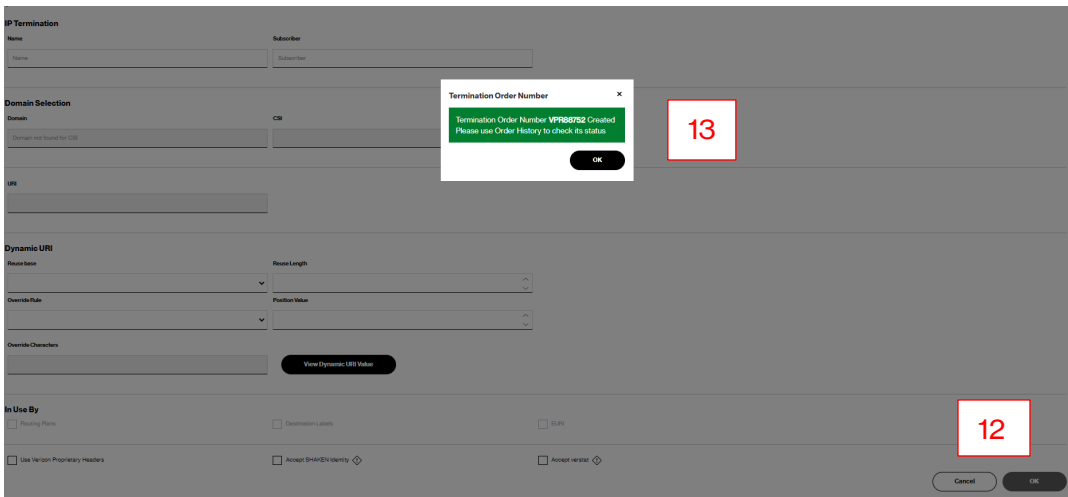 IP Termination
Name Subscriber
Name Subscriber
Termination Order Number ×
Termination Order Number VPR88752 Created
Please use Order History to check its status
OK
13
Domain Selection
Domain CSI
Domain not found for CSI
URI
Dynamic URI
Reuse base Reuse Length
Override Rule Position Value
Override Characters
View Dynamic URI Value
In Use By
Routing Plans Destination Labels EURI
12
Use Verizon Proprietary Headers Accept SHAKEN Identity Accept verstat
Cancel OK